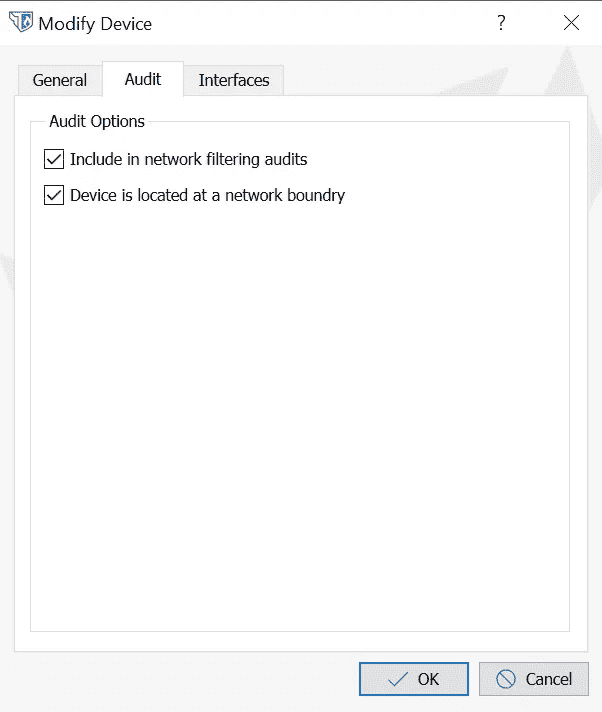 Modify Device
?
General Audit Interfaces
Audit Options
Include in network filtering audits
Device is located at a network boundry
OK Cancel